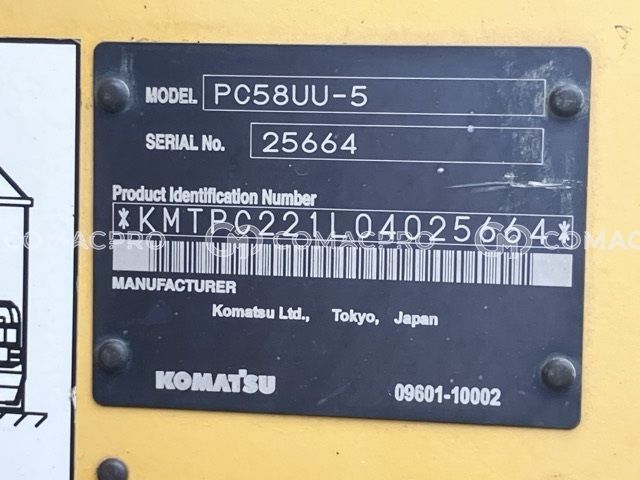 MODEL PC58UU-5
SERIAL No. 25664
Product Identification Number
*KMTPC221L04025664*
MANUFACTURER
Komatsu Ltd., Tokyo, Japan
KOMATSU 09601-10002
COMACPRO COMACPRO COMACPRO